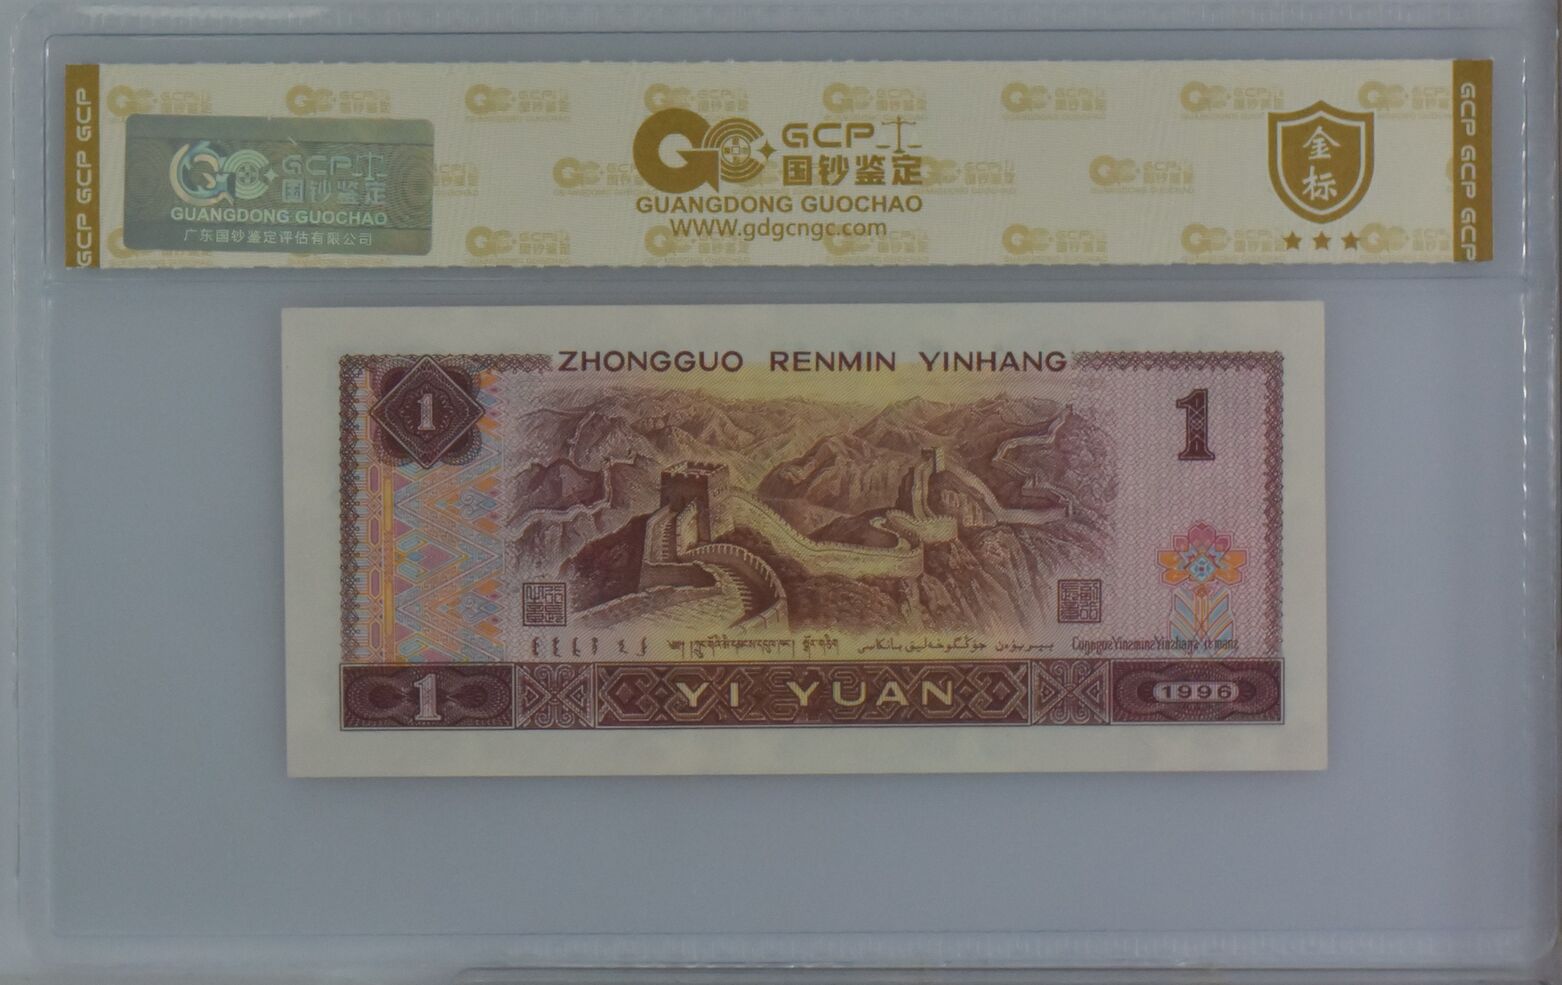 GCP GCP GCP
GCP
国钞鉴定
GUANGDONG GUOCHAO
广东国钞鉴定评估有限公司
GCP
国钞鉴定
GUANGDONG GUOCHAO
WWW.gdgcngc.com
金
标
GCP GCP GCP GCP
ZHONGGUO RENMIN YINHANG
1
1
1
YI YUAN
1996